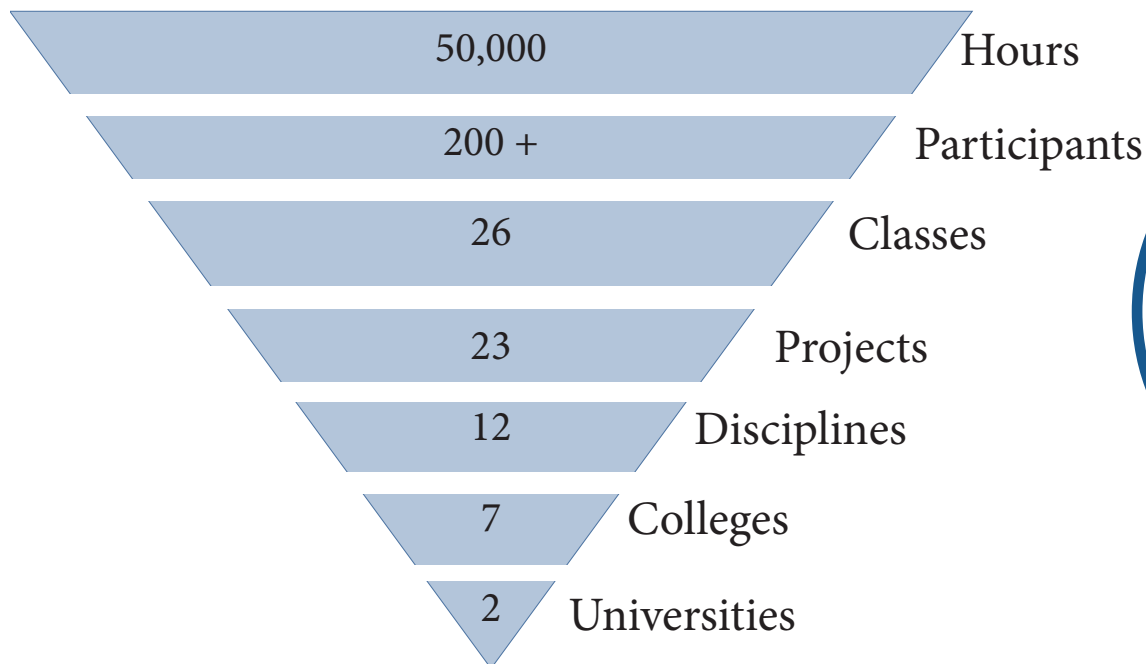 50,000 Hours
200 + Participants
26 Classes
23 Projects
12 Disciplines
7 Colleges
2 Universities